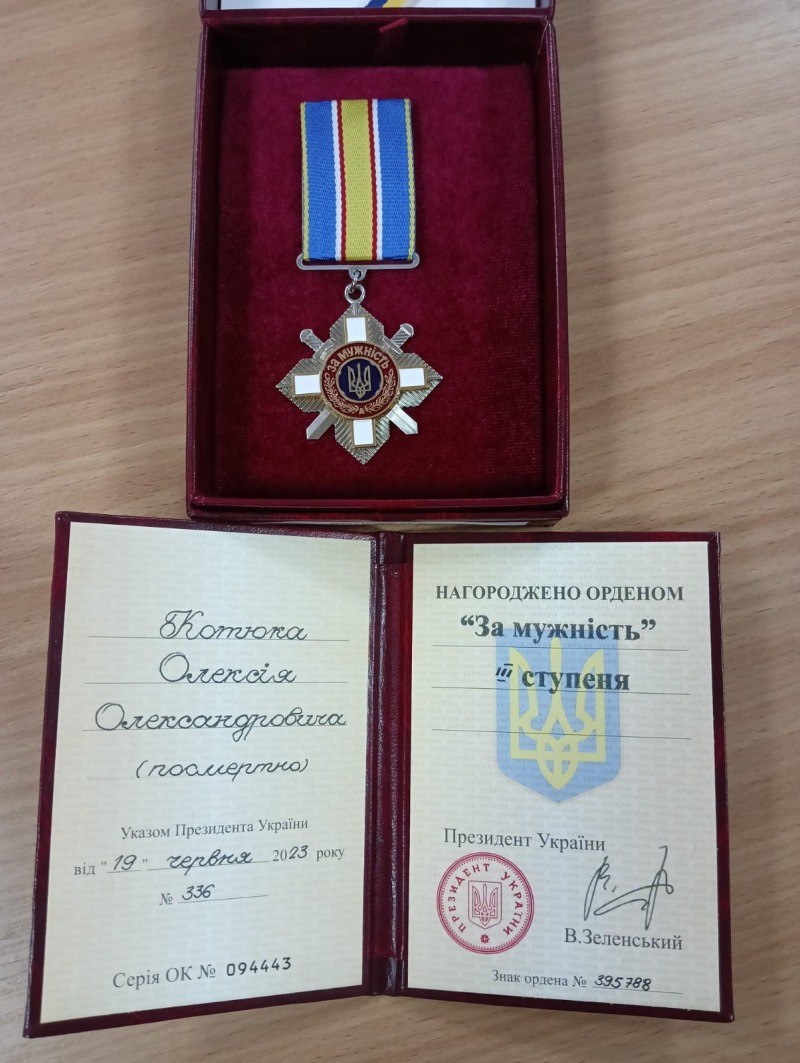 ЗА МУЖНІСТЬ
Котюка
Олексія
Олександровича
(посмертно)
Указом Президента України
від "19" червня 2023 року
№ 336
Серія ОК № 094443
НАГОРОДЖЕНО ОРДЕНОМ
“За мужність”
III ступеня
Президент України
ПРЕЗИДЕНТ УКРАЇНИ
В.Зеленський
Знак ордена № 395788